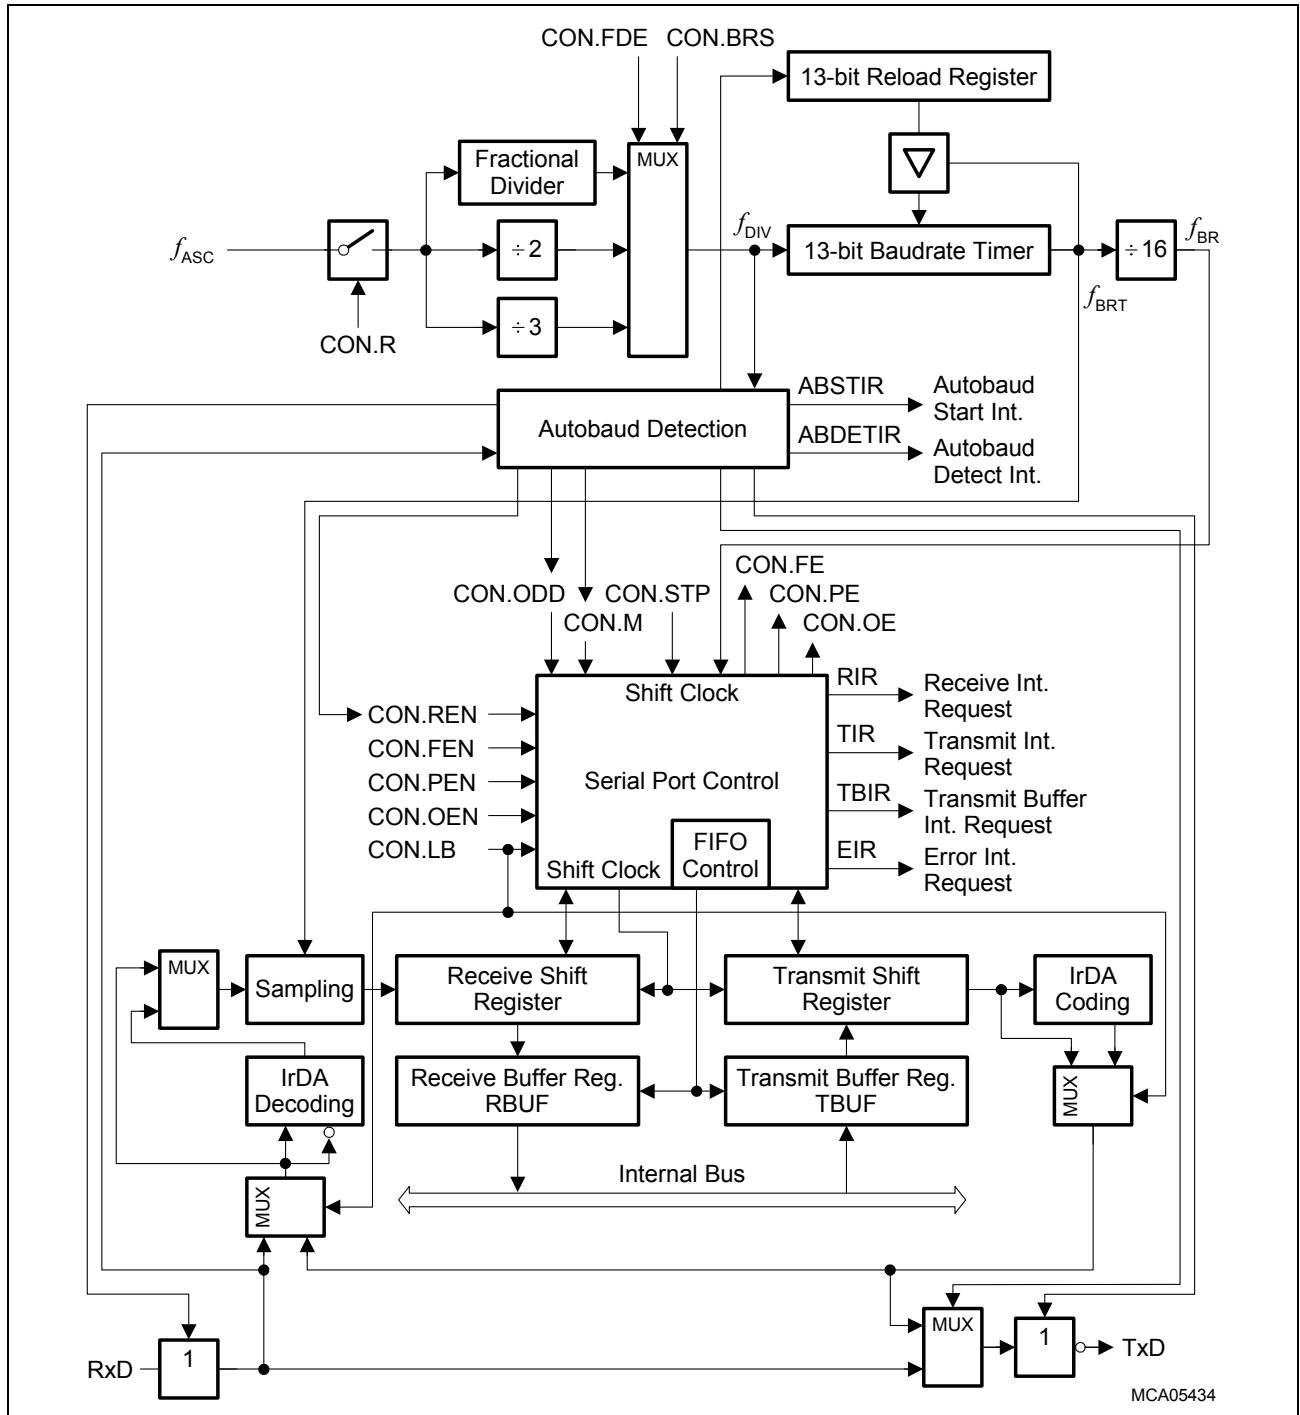 CON.FDE CON.BRS
13-bit Reload Register
MUX
Fractional
Divider
fASC
÷2
fDIV
13-bit Baudrate Timer
÷16
fBR
fBRT
÷3
CON.R
Autobaud Detection
ABSTIR
Autobaud
Start Int.
ABDETIR
Autobaud
Detect Int.
CON.FE
CON.ODD
CON.STP
CON.PE
CON.M
CON.OE
Shift Clock
RIR
Receive Int.
Request
CON.REN
CON.FEN
TIR
Transmit Int.
Request
CON.PEN
Serial Port Control
CON.OEN
TBIR
Transmit Buffer
Int. Request
CON.LB
FIFO
Control
EIR
Error Int.
Request
Shift Clock
MUX
Sampling
Receive Shift
Register
Transmit Shift
Register
IrDA
Coding
IrDA
Decoding
Receive Buffer Reg.
RBUF
Transmit Buffer Reg.
TBUF
MUX
Internal Bus
MUX
MUX
RxD
1
1
TxD
MCA05434